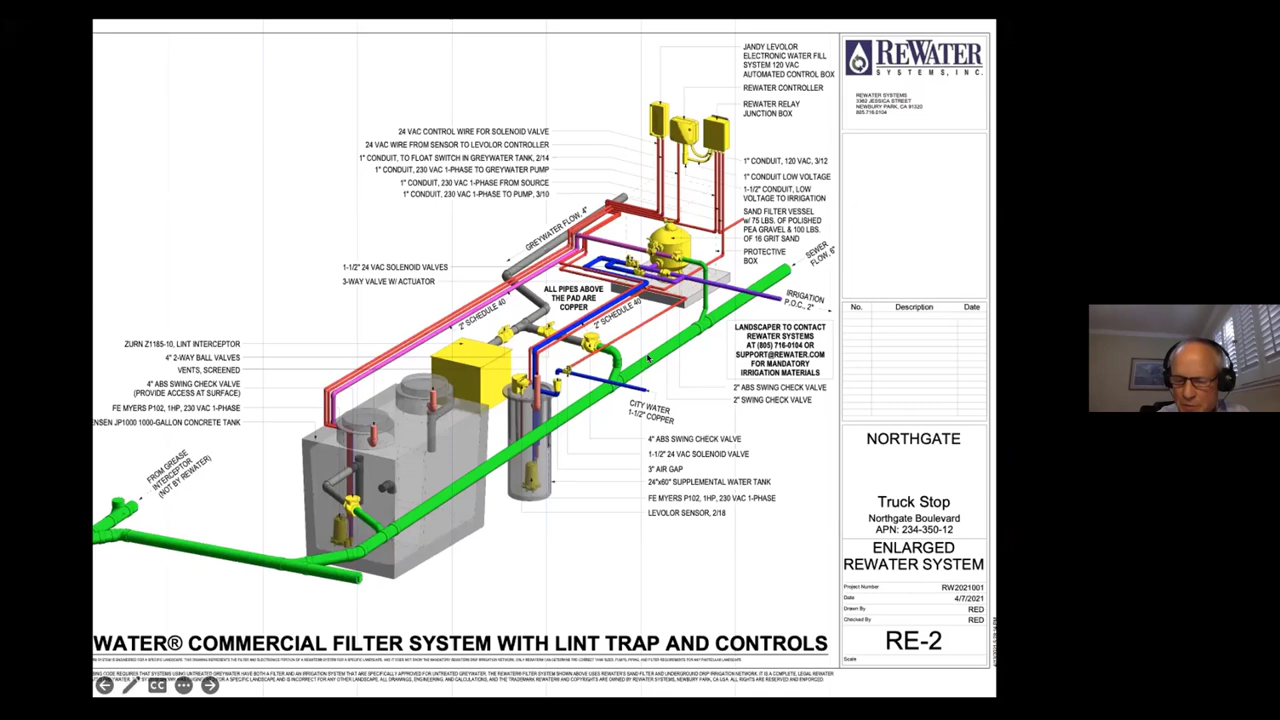 JANDY LEVOLOR
ELECTRONIC WATER FILL
SYSTEM 120 VAC
AUTOMATED CONTROL BOX
REWATER CONTROLLER
REWATER RELAY
JUNCTION BOX
24 VAC CONTROL WIRE FOR SOLENOID VALVE
24 VAC WIRE FROM SENSOR TO LEVOLOR CONTROLLER
1" CONDUIT, TO FLOAT SWITCH IN GREYWATER TANK, 2/14
1" CONDUIT, 230 VAC 1-PHASE TO GREYWATER PUMP
1" CONDUIT, 230 VAC 1-PHASE FROM SOURCE
1" CONDUIT, 230 VAC 1-PHASE TO PUMP, 3/10
1" CONDUIT, 120 VAC, 3/12
1" CONDUIT LOW VOLTAGE
1-1/2" CONDUIT, LOW
VOLTAGE TO IRRIGATION
SAND FILTER VESSEL
w/ 75 LBS. OF POLISHED
PEA GRAVEL & 100 LBS.
OF 16 GRIT SAND
PROTECTIVE
BOX
GREYWATER FLOW, 4"
SEWER
FLOW, 6"
1-1/2" 24 VAC SOLENOID VALVES
3-WAY VALVE W/ ACTUATOR
ALL PIPES ABOVE
THE PAD ARE
COPPER
2" SCHEDULE 40
2" SCHEDULE 40
IRRIGATION
P.O.C., 2"
LANDSCAPER TO CONTACT
REWATER SYSTEMS
AT (805) 716-0104 OR
SUPPORT@REWATER.COM
FOR MANDATORY
IRRIGATION MATERIALS
ZURN Z1185-10, LINT INTERCEPTOR
4" 2-WAY BALL VALVES
VENTS, SCREENED
4" ABS SWING CHECK VALVE
(PROVIDE ACCESS AT SURFACE)
FE MYERS P102, 1HP, 230 VAC 1-PHASE
ENSEN JP1000 1000-GALLON CONCRETE TANK
2" ABS SWING CHECK VALVE
2" SWING CHECK VALVE
CITY WATER
1-1/2" COPPER
4" ABS SWING CHECK VALVE
1-1/2" 24 VAC SOLENOID VALVE
3" AIR GAP
24"x60" SUPPLEMENTAL WATER TANK
FE MYERS P102, 1HP, 230 VAC 1-PHASE
LEVOLOR SENSOR, 2/18
FROM GREASE
INTERCEPTOR
(NOT BY REWATER)
WATER® COMMERCIAL FILTER SYSTEM WITH LINT TRAP AND CONTROLS
REWATER
SYSTEMS, INC.
REWATER SYSTEMS
3362 JESSICA STREET
NEWBURY PARK, CA 91320
805.716-0104
No. Description Date
NORTHGATE
Truck Stop
Northgate Boulevard
APN: 234-350-12
ENLARGED
REWATER SYSTEM
Project Number RW2021001
Date 4/7/2021
Drawn By RED
Checked By RED
RE-2
Scale